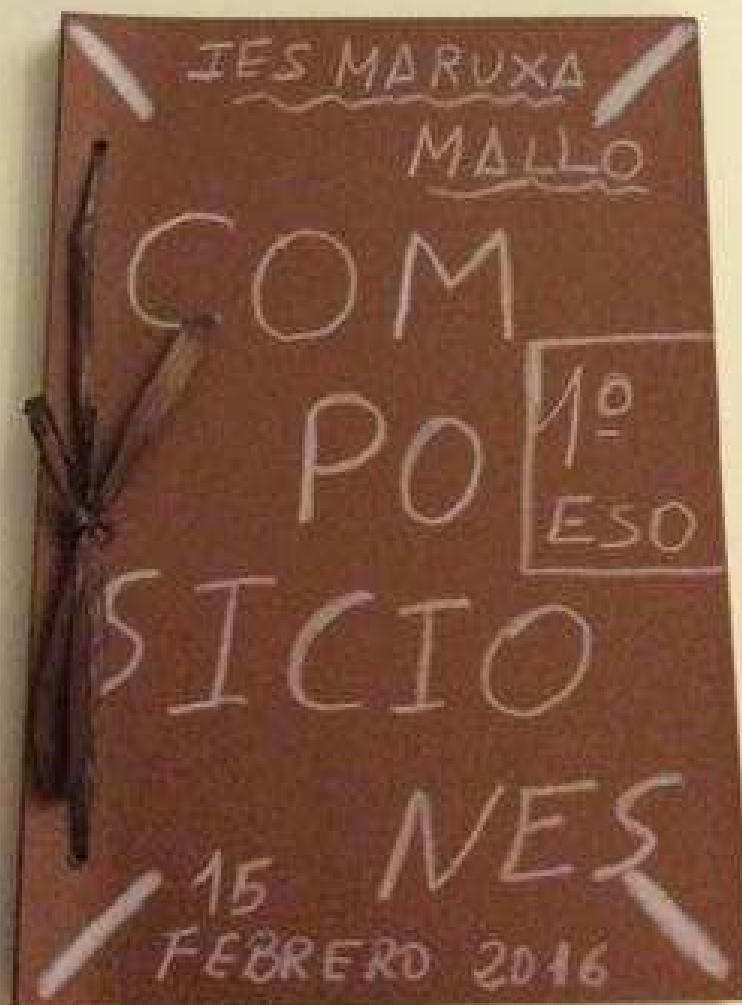 IES MARUXA
MALLO
COM
PO
1º
ESO
SICIO
NES
15
FEBRERO 2016